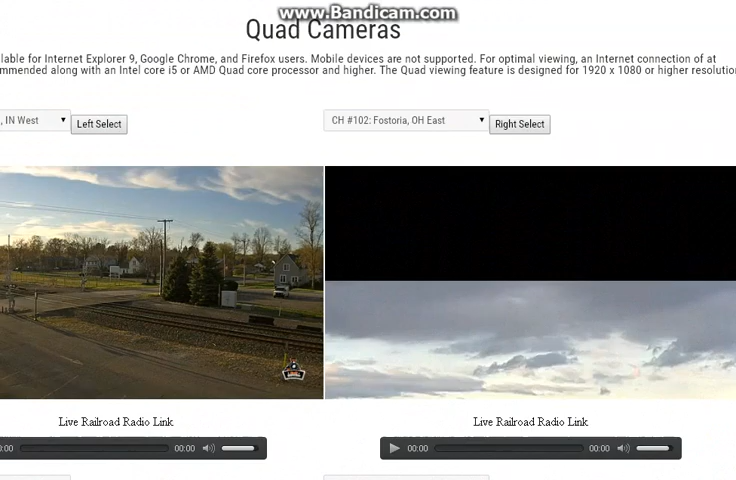 www.Bandicam.com
Quad Cameras
lable for Internet Explorer 9, Google Chrome, and Firefox users. Mobile devices are not supported. For optimal viewing, an Internet connection of at
mmended along with an Intel core i5 or AMD Quad core processor and higher. The Quad viewing feature is designed for 1920 x 1080 or higher resolutio
, IN West
Left Select
CH #102: Fostoria, OH East
Right Select
Live Railroad Radio Link
Live Railroad Radio Link
0:00
00:00
00:00
00:00